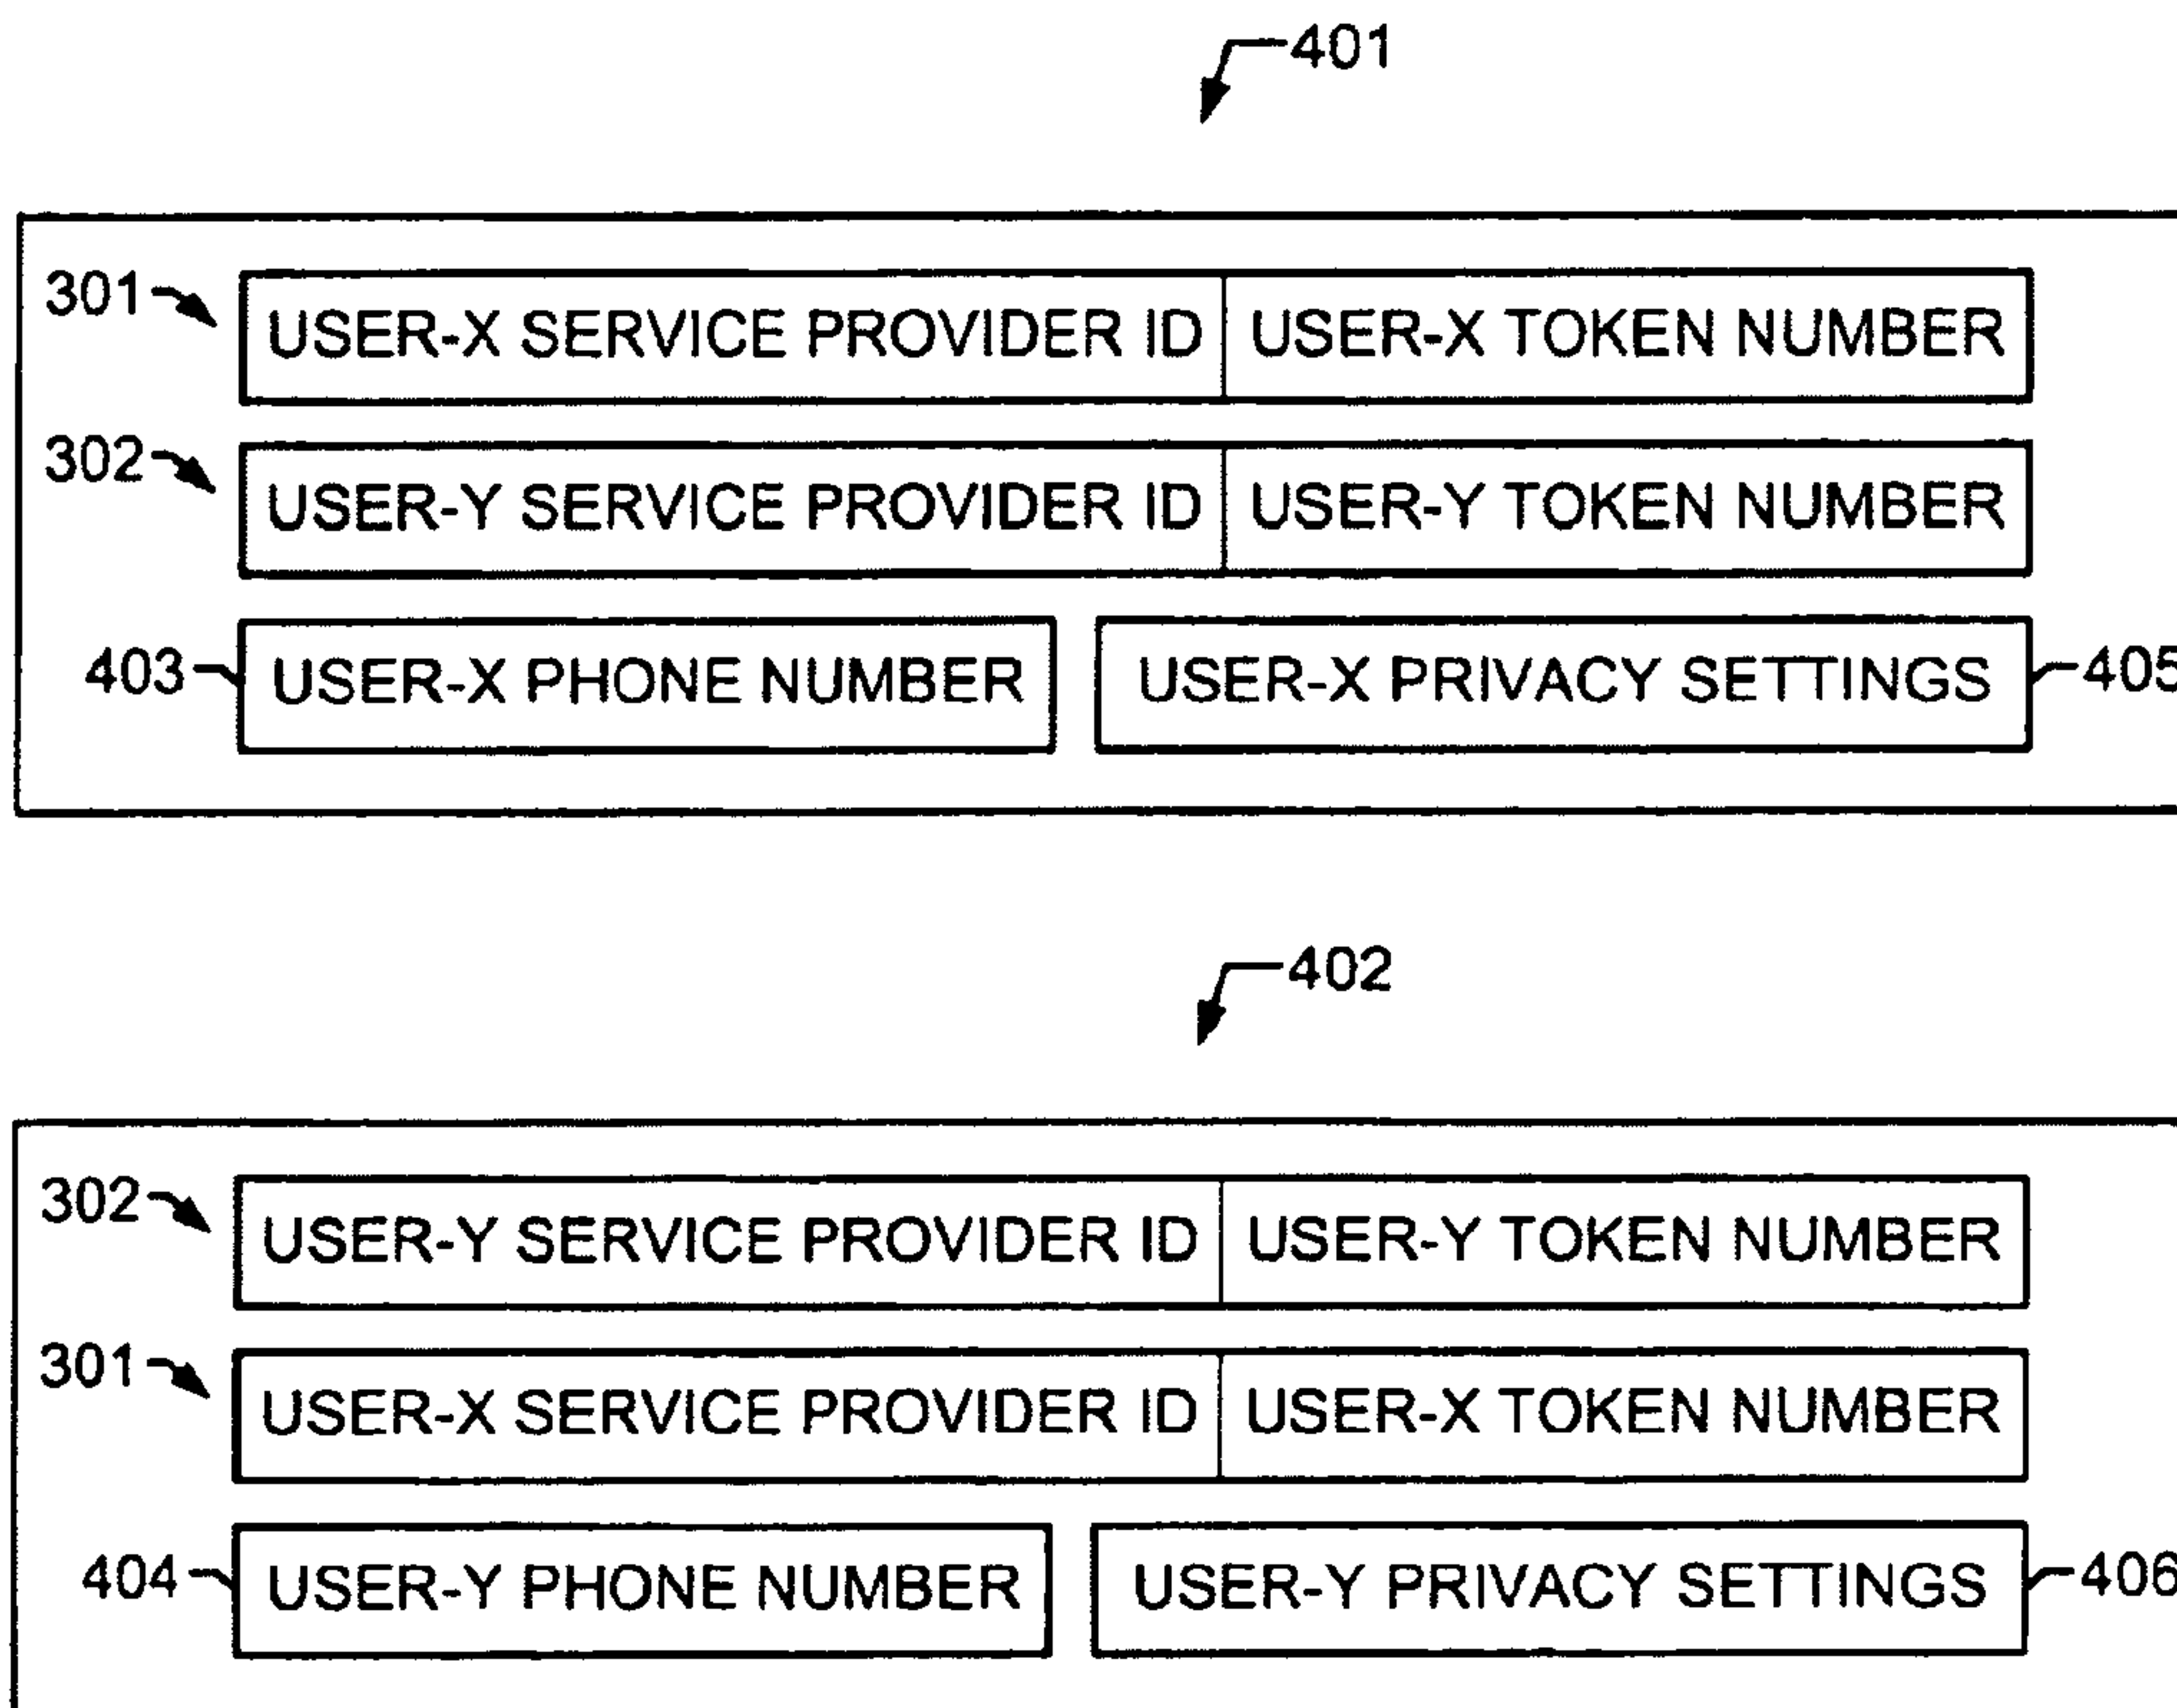 401
301 USER-X SERVICE PROVIDER ID USER-X TOKEN NUMBER
302 USER-Y SERVICE PROVIDER ID USER-Y TOKEN NUMBER
403 USER-X PHONE NUMBER USER-X PRIVACY SETTINGS 405
402
302 USER-Y SERVICE PROVIDER ID USER-Y TOKEN NUMBER
301 USER-X SERVICE PROVIDER ID USER-X TOKEN NUMBER
404 USER-Y PHONE NUMBER USER-Y PRIVACY SETTINGS 406